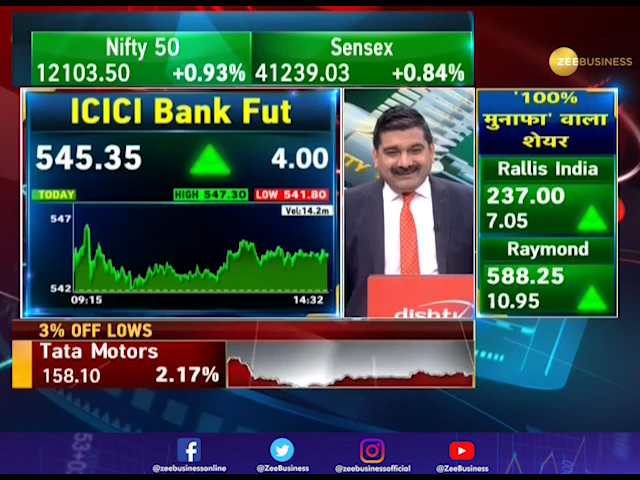 Nifty 50
12103.50 +0.93%
Sensex
41239.03 +0.84%
ZEEBUSINESS
ICICI Bank Fut
545.35 4.00
TODAY HIGH 547.30 LOW 541.80
Vol:14.2m
547
542
09:15 14:32
'100%
मुनाफा' वाला
शेयर
Rallis India
237.00
7.05
Raymond
588.25
10.95
dishtv
3% OFF LOWS
Tata Motors
158.10 2.17%
@zeebusinessonline
@ZeeBusiness
@zeebusinessofficial
@ZeeBusiness